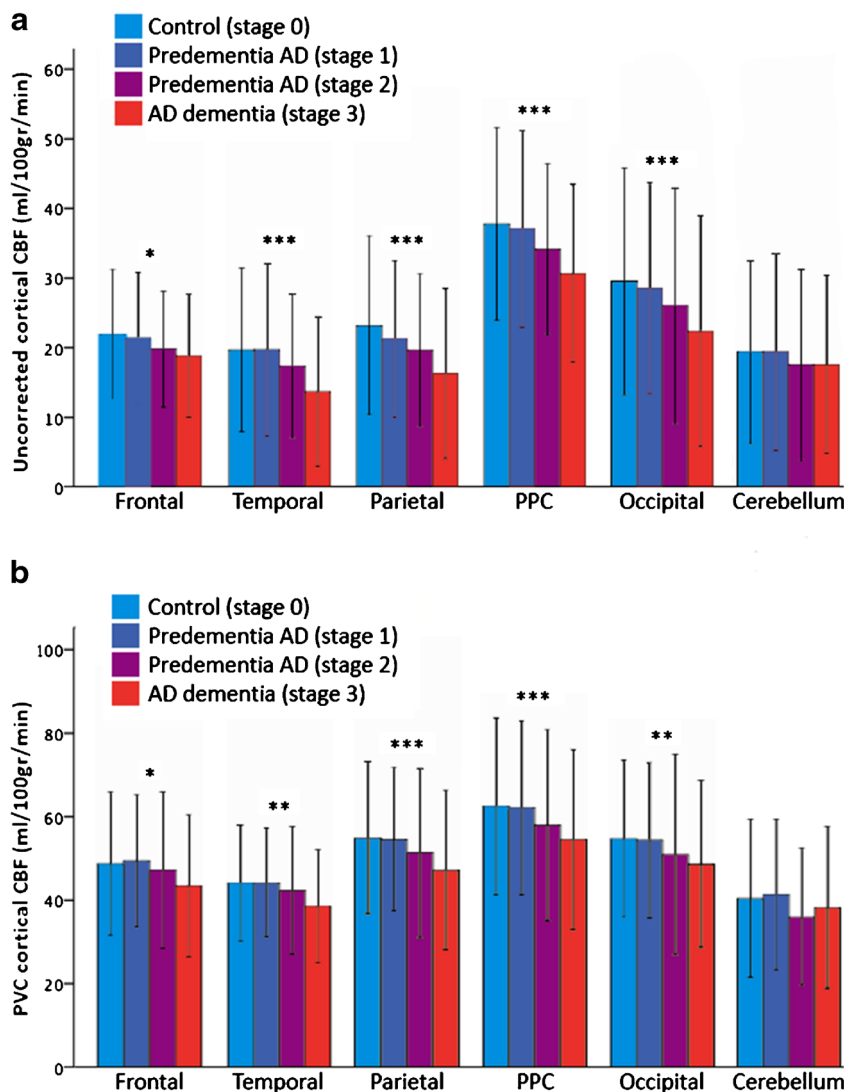 a
Control (stage 0)
Predementia AD (stage 1)
Predementia AD (stage 2)
AD dementia (stage 3)
Uncorrected cortical CBF (ml/100gr/min)
60
50
40
30
20
10
0
*
***
***
***
***
Frontal Temporal Parietal PPC Occipital Cerebellum
b
Control (stage 0)
Predementia AD (stage 1)
Predementia AD (stage 2)
AD dementia (stage 3)
PVC cortical CBF (ml/100gr/min)
100
80
60
40
20
0
*
**
***
***
**
Frontal Temporal Parietal PPC Occipital Cerebellum